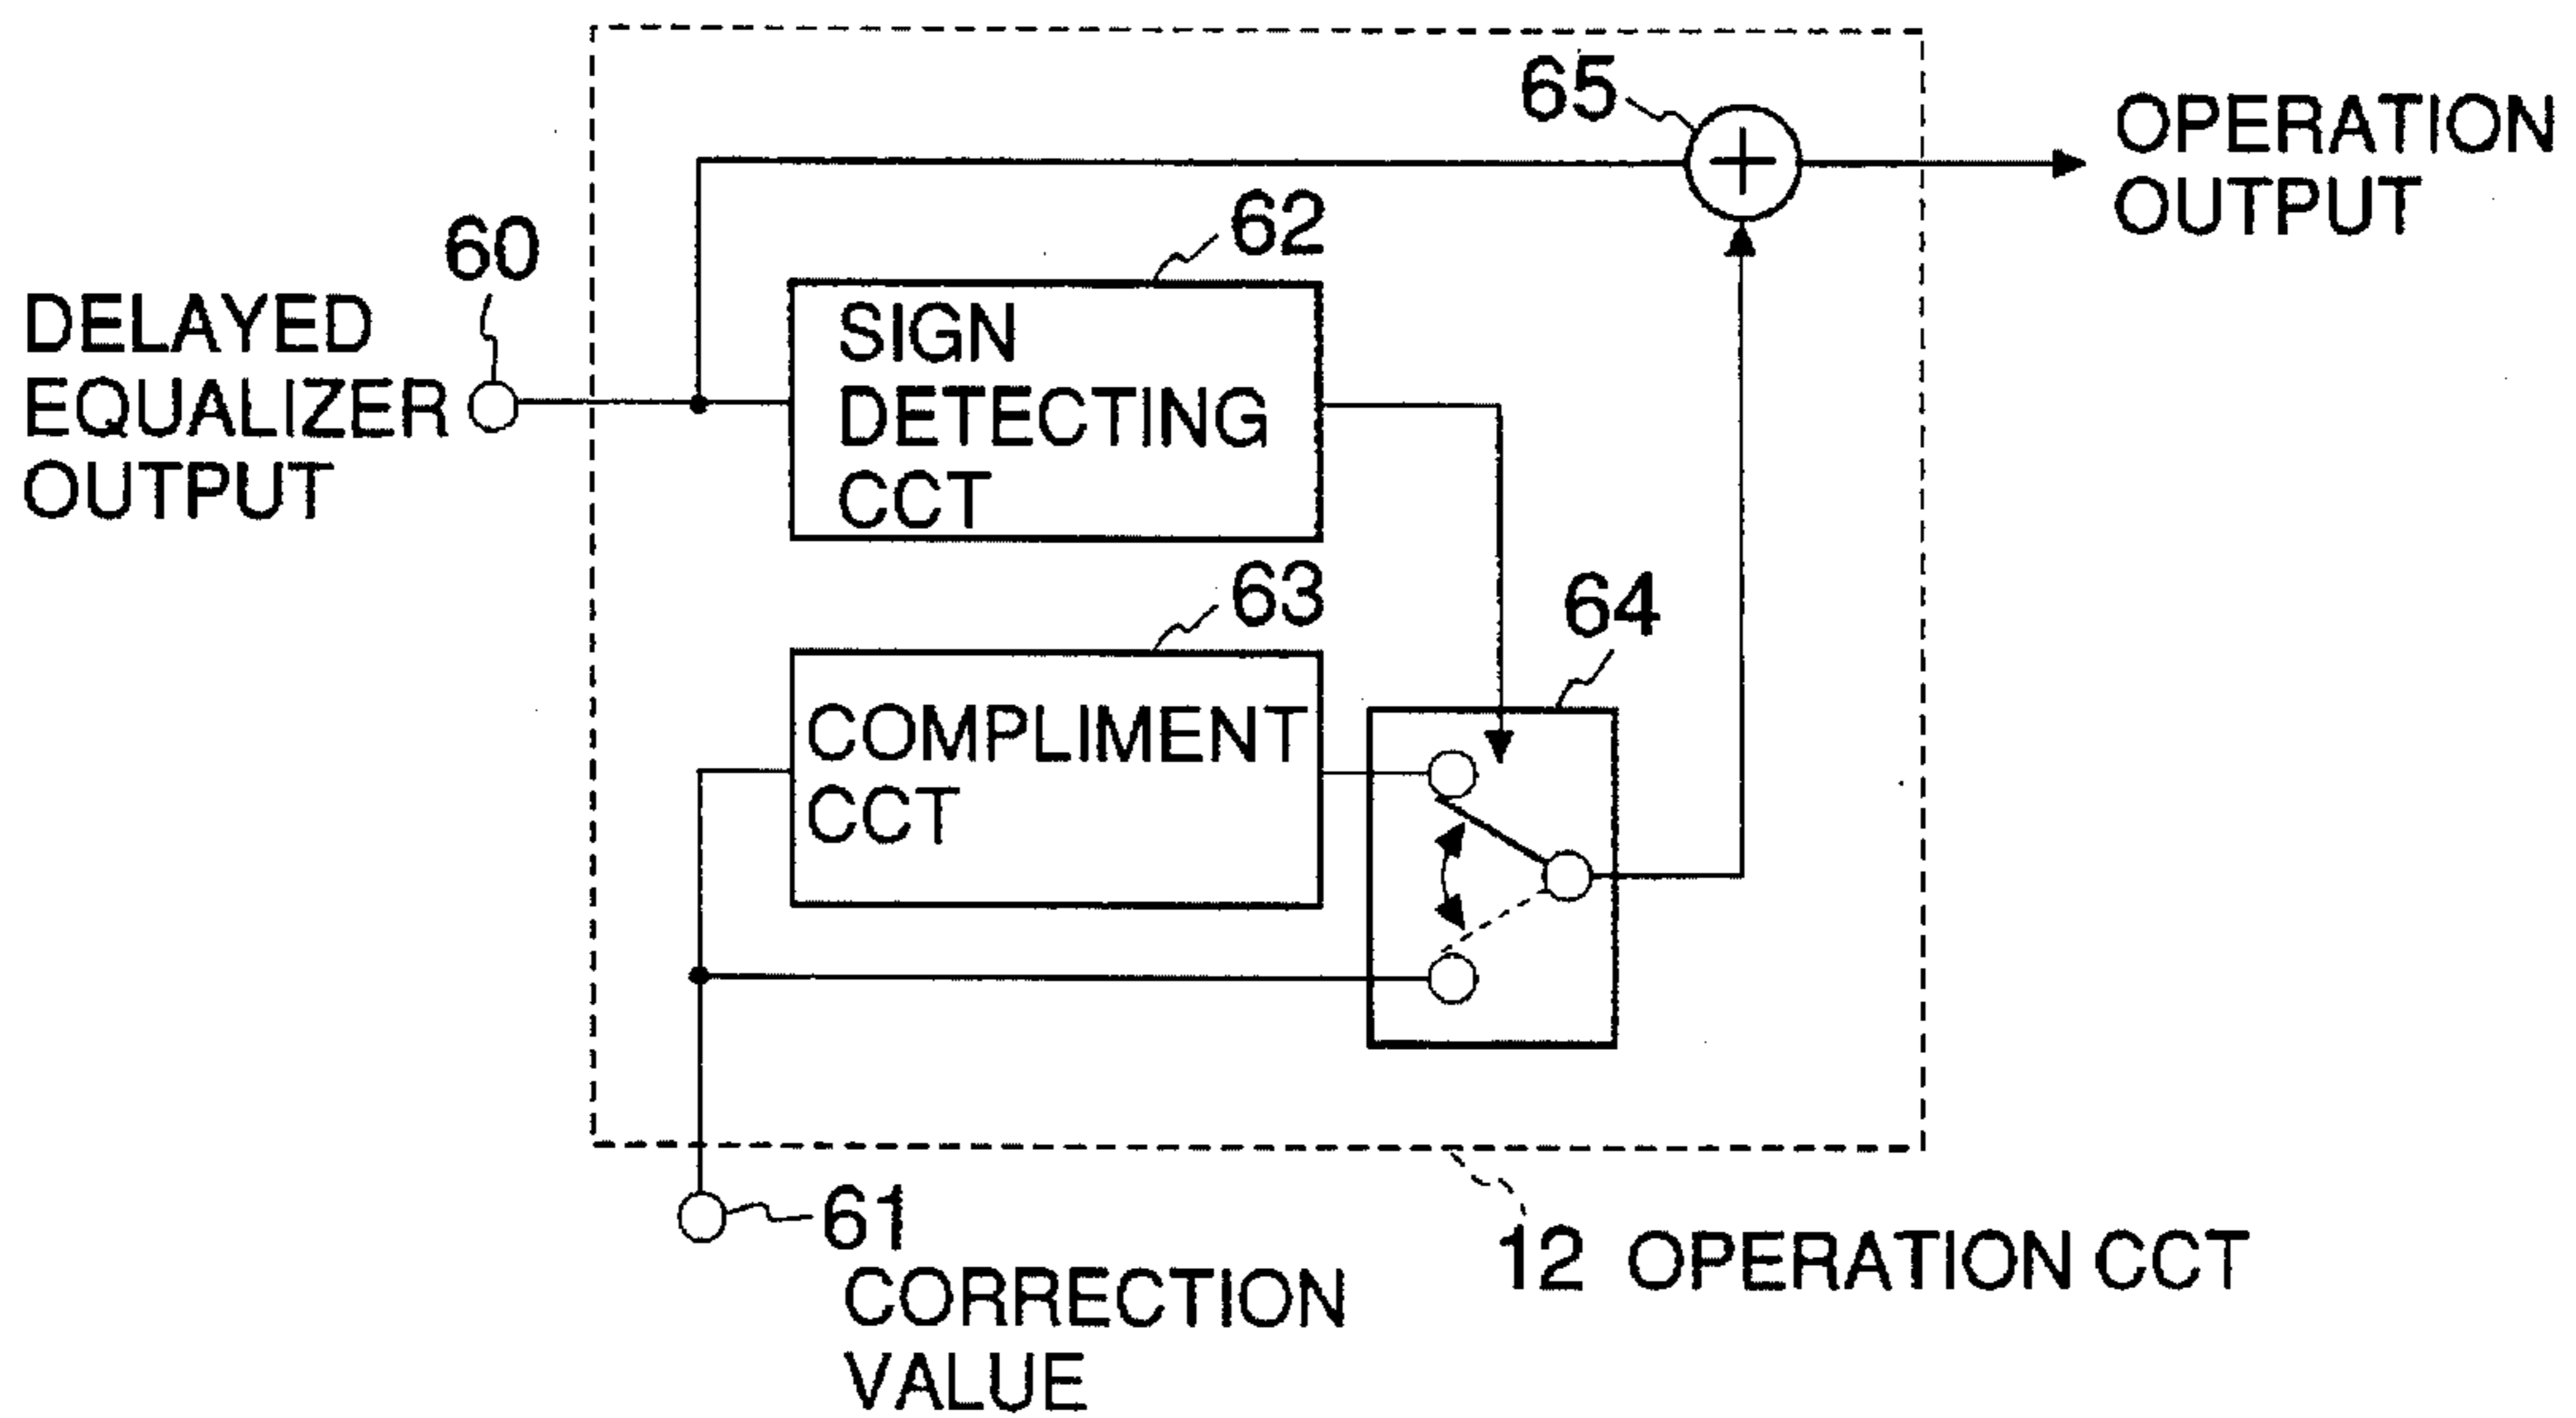 65
OPERATION
OUTPUT
60
62
DELAYED
EQUALIZER
OUTPUT
SIGN
DETECTING
CCT
63
64
COMPLIMENT
CCT
61
CORRECTION
VALUE
12 OPERATION CCT